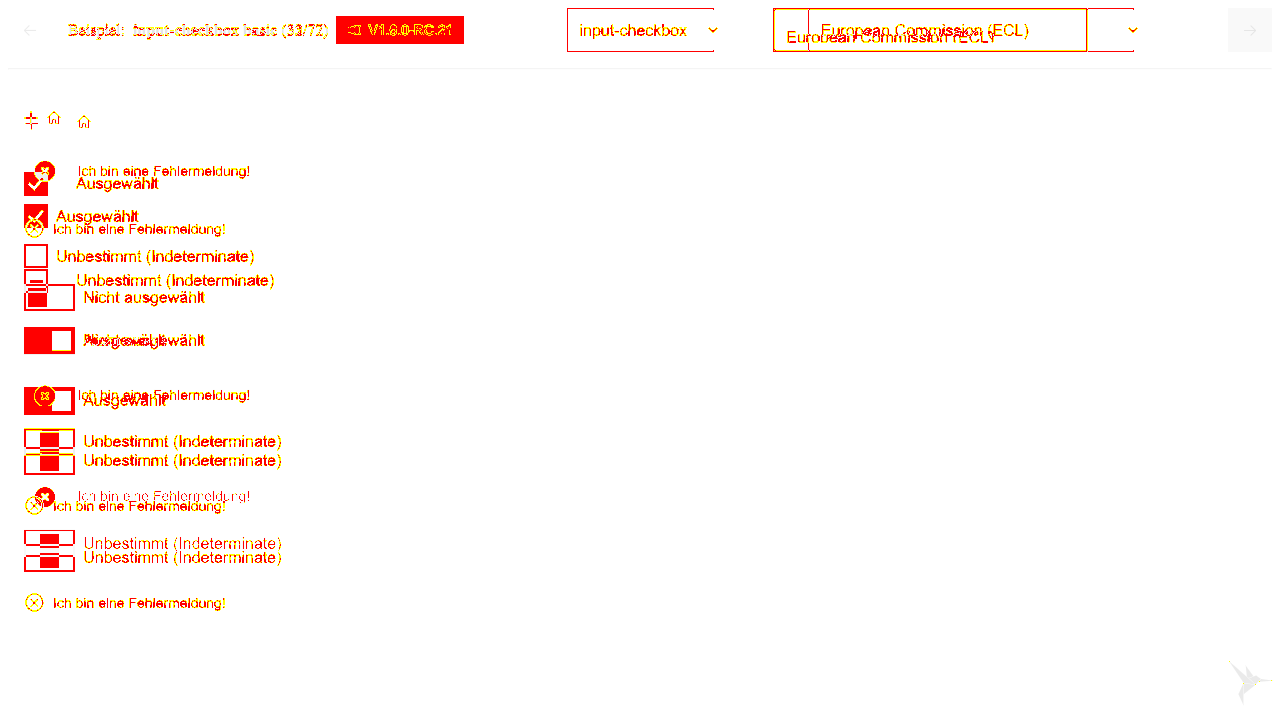 Beispiel: input-checkbox basic (33/72) V1.6.0-RC.21 input-checkbox European Commission (ECL)
European Commission (ECL)
Ich bin eine Fehlermeldung!
Ausgewählt
Ausgewählt
Ich bin eine Fehlermeldung!
Unbestimmt (Indeterminate)
Unbestimmt (Indeterminate)
Nicht ausgewählt
Nicht ausgewählt
Ich bin eine Fehlermeldung!
Ausgewählt
Unbestimmt (Indeterminate)
Unbestimmt (Indeterminate)
Ich bin eine Fehlermeldung!
Ich bin eine Fehlermeldung!
Unbestimmt (Indeterminate)
Unbestimmt (Indeterminate)
Ich bin eine Fehlermeldung!